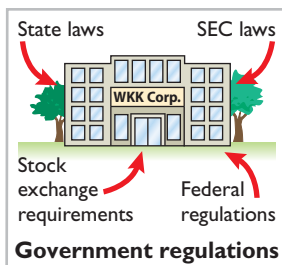 State laws
SEC laws
WKK Corp.
Stock
exchange
requirements
Federal
regulations
Government regulations